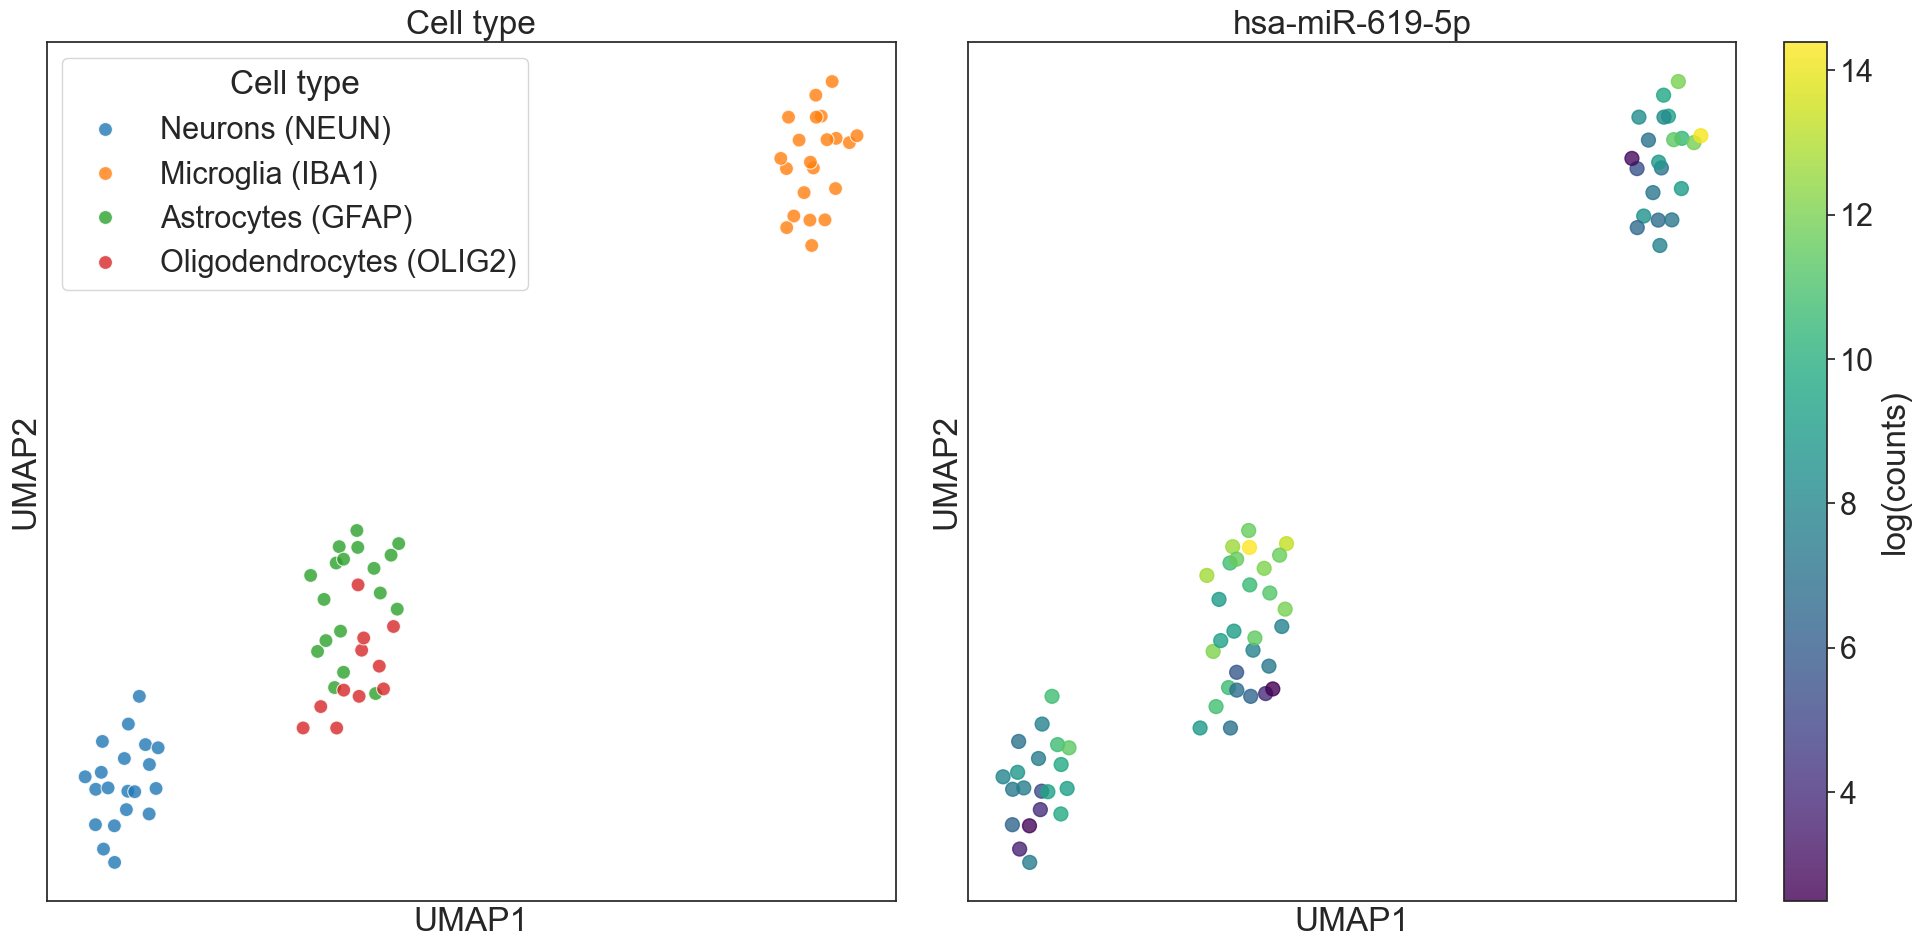 Cell type
Cell type
Neurons (NEUN)
Microglia (IBA1)
Astrocytes (GFAP)
Oligodendrocytes (OLIG2)
UMAP2
UMAP1
hsa-miR-619-5p
UMAP2
UMAP1
14
12
10
8
6
4
log(counts)